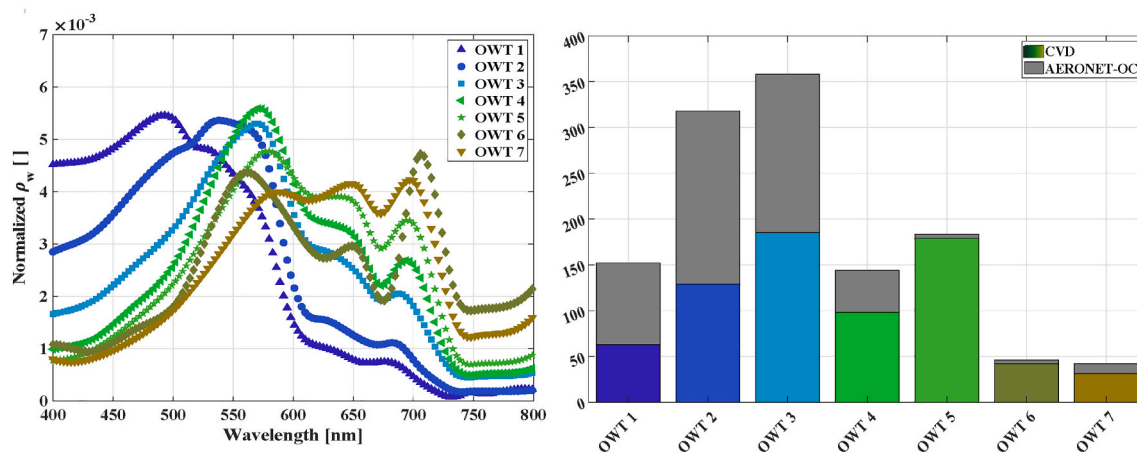 ×10⁻³
7
6
5
4
3
2
1
0
Normalized ρw [ ]
400 450 500 550 600 650 700 750 800
Wavelength [nm]
OWT 1
OWT 2
OWT 3
OWT 4
OWT 5
OWT 6
OWT 7
400
350
300
250
200
150
100
50
0
CVD
AERONET-OC
OWT 1 OWT 2 OWT 3 OWT 4 OWT 5 OWT 6 OWT 7